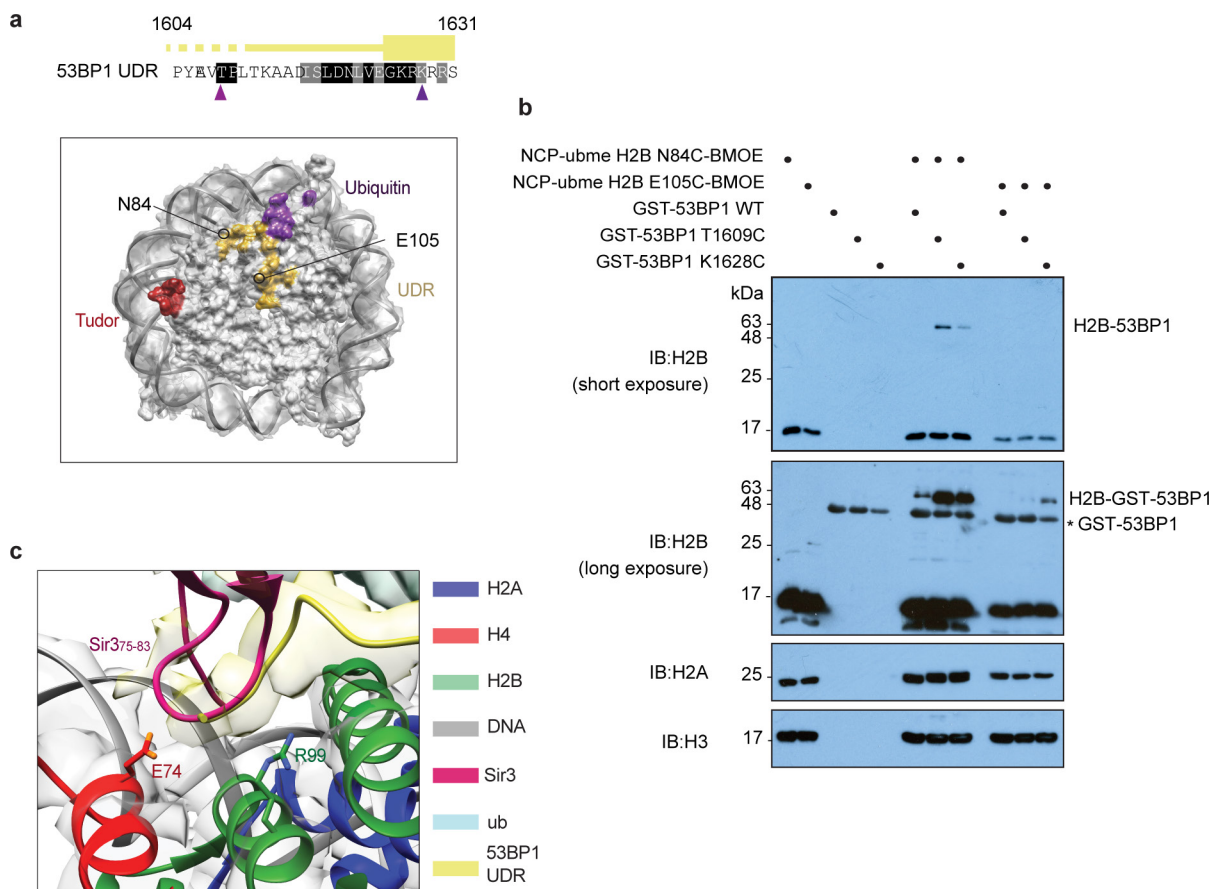 a
1604 1631
53BP1 UDR PYEAVTPLTKAADISLDNLVEGKRKRRS
N84
Ubiquitin
E105
UDR
Tudor
b
NCP-ubme H2B N84C-BMOE
NCP-ubme H2B E105C-BMOE
GST-53BP1 WT
GST-53BP1 T1609C
GST-53BP1 K1628C
kDa
63
48
25
17
IB:H2B
(short exposure)
H2B-53BP1
63
48
25
17
IB:H2B
(long exposure)
H2B-GST-53BP1
* GST-53BP1
IB:H2A
25
IB:H3
17
c
Sir375-83
E74
R99
H2A
H4
H2B
DNA
Sir3
ub
53BP1
UDR